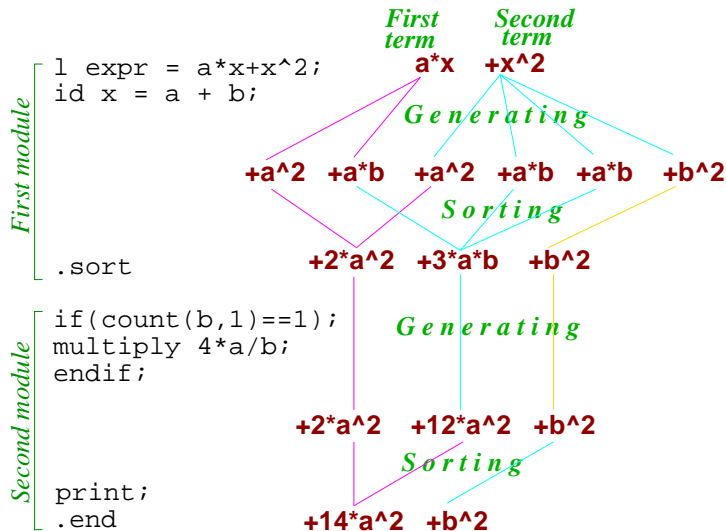 First Second
term term
l expr = a*x+x^2; a*x +x^2
id x = a + b;
Generating
First module
+a^2 +a*b +a^2 +a*b +a*b +b^2
Sorting
.sort +2*a^2 +3*a*b +b^2
if(count(b,1)==1);
Generating
multiply 4*a/b;
endif;
Second module
+2*a^2 +12*a^2 +b^2
Sorting
print;
.end +14*a^2 +b^2